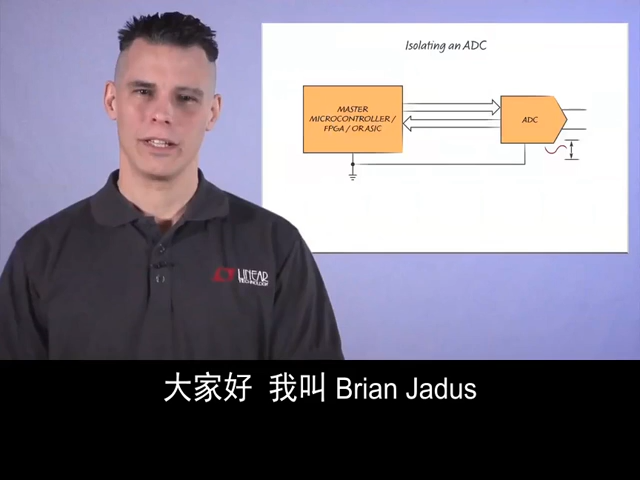 Isolating an ADC
MASTER
MICROCONTROLLER /
FPGA / OR ASIC
ADC
LINEAR
TECHNOLOGY
大家好 我叫 Brian Jadus